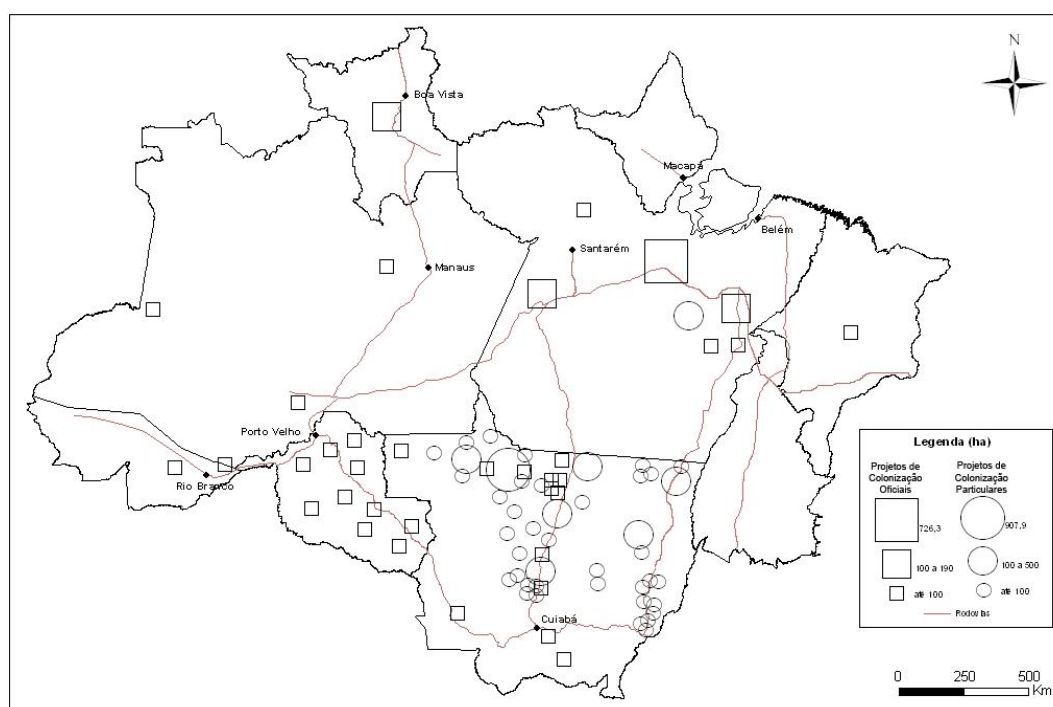 N
Boa Vista
Macapá
Belém
Santarém
Manaus
Porto Velho
Rio Branco
Cuiabá
Legenda (ha)
Projetos de
Colonização
Oficiais
Projetos de
Colonização
Particulares
726,3
907,9
100 a 190
100 a 500
até 100
até 100
Rodovias
0 250 500
Km